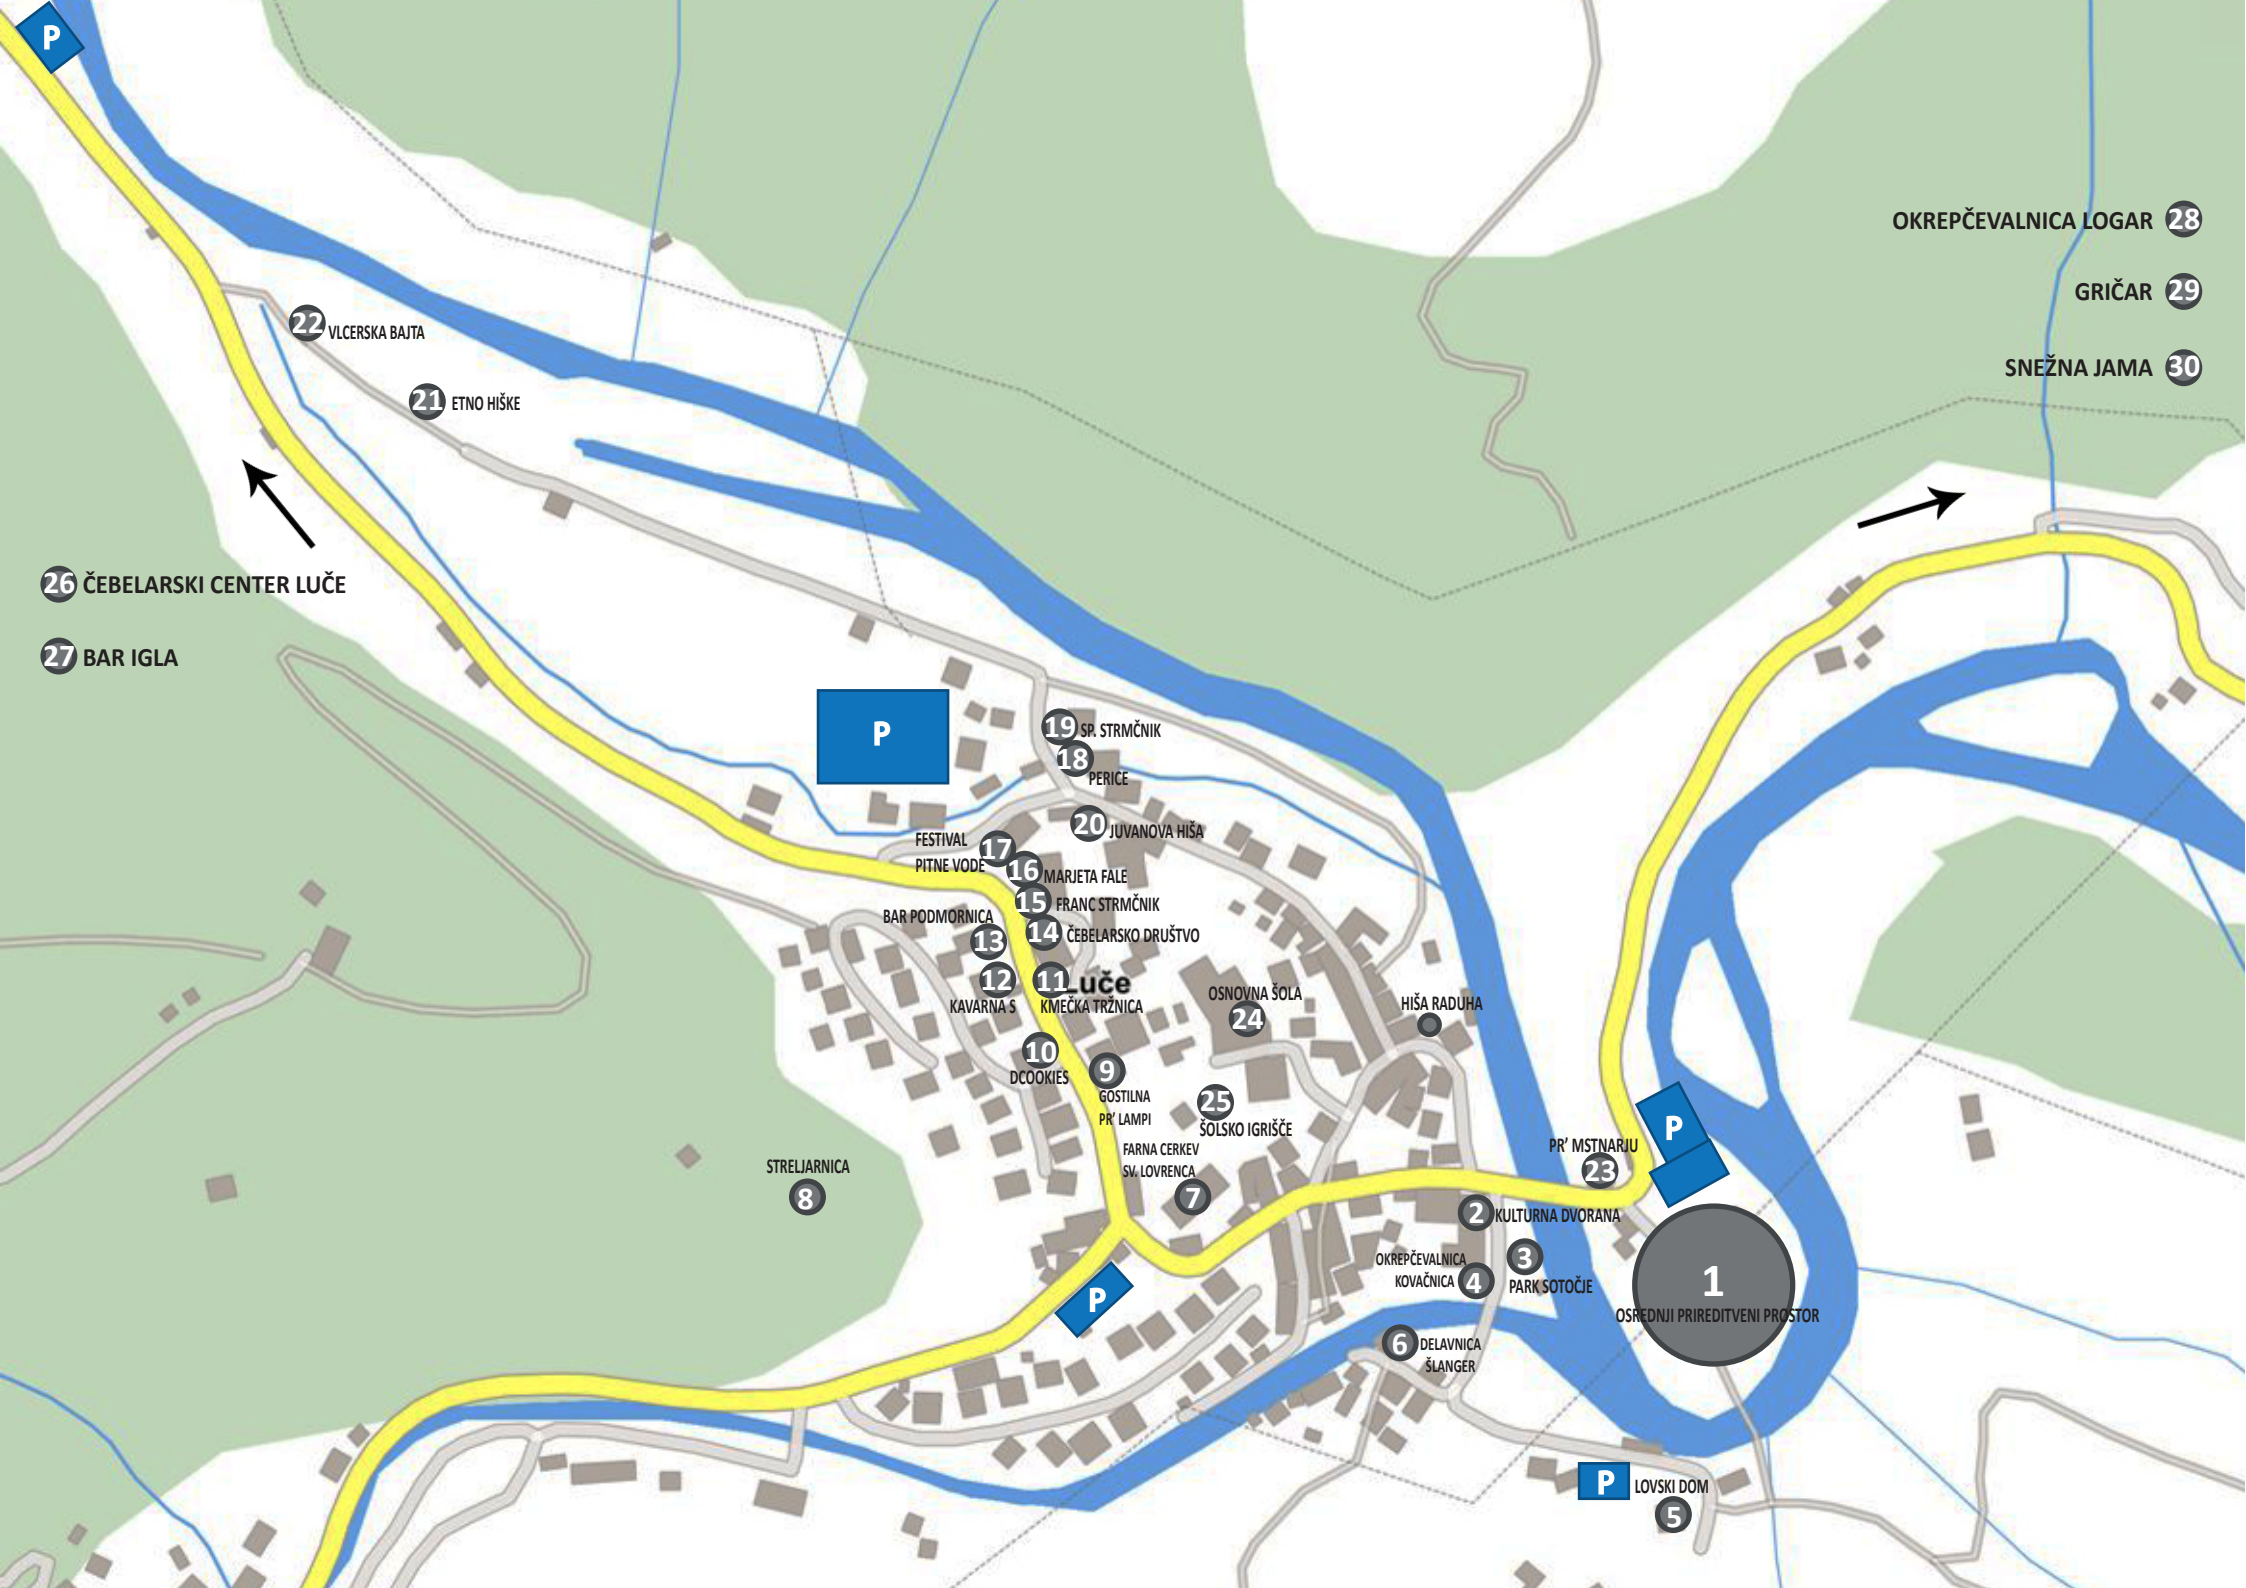 P
OKREPČEVALNICA LOGAR 28
GRIČAR 29
SNEŽNA JAMA 30
22 VLCERSKA BAJTA
21 ETNO HIŠKE
26 ČEBELARSKI CENTER LUČE
27 BAR IGLA
P
19 SP. STRMČNIK
18
PERICE
20 JUVANOVA HIŠA
FESTIVAL
PITNE VODE
17
16 MARJETA FALE
15 FRANC STRMČNIK
BAR PODMORNICA
13
14 ČEBELARSKO DRUŠTVO
12
KAVARNA S
11
Luče
KMEČKA TRŽNICA
OSNOVNA ŠOLA
24
HIŠA RADUHA
10
DCOOKIES
9
GOSTILNA
PR' LAMPI
25
ŠOLSKO IGRIŠČE
FARNA CERKEV
SV. LOVRENCA
7
STRELJARNICA
8
PR' MSTNARJU
23
P
2 KULTURNA DVORANA
3
PARK SOTOČJE
OKREPČEVALNICA
KOVAČNICA 4
1
OSREDNJI PRIREDITVENI PROSTOR
P
6 DELAVNICA
ŠLANGER
P
LOVSKI DOM
5